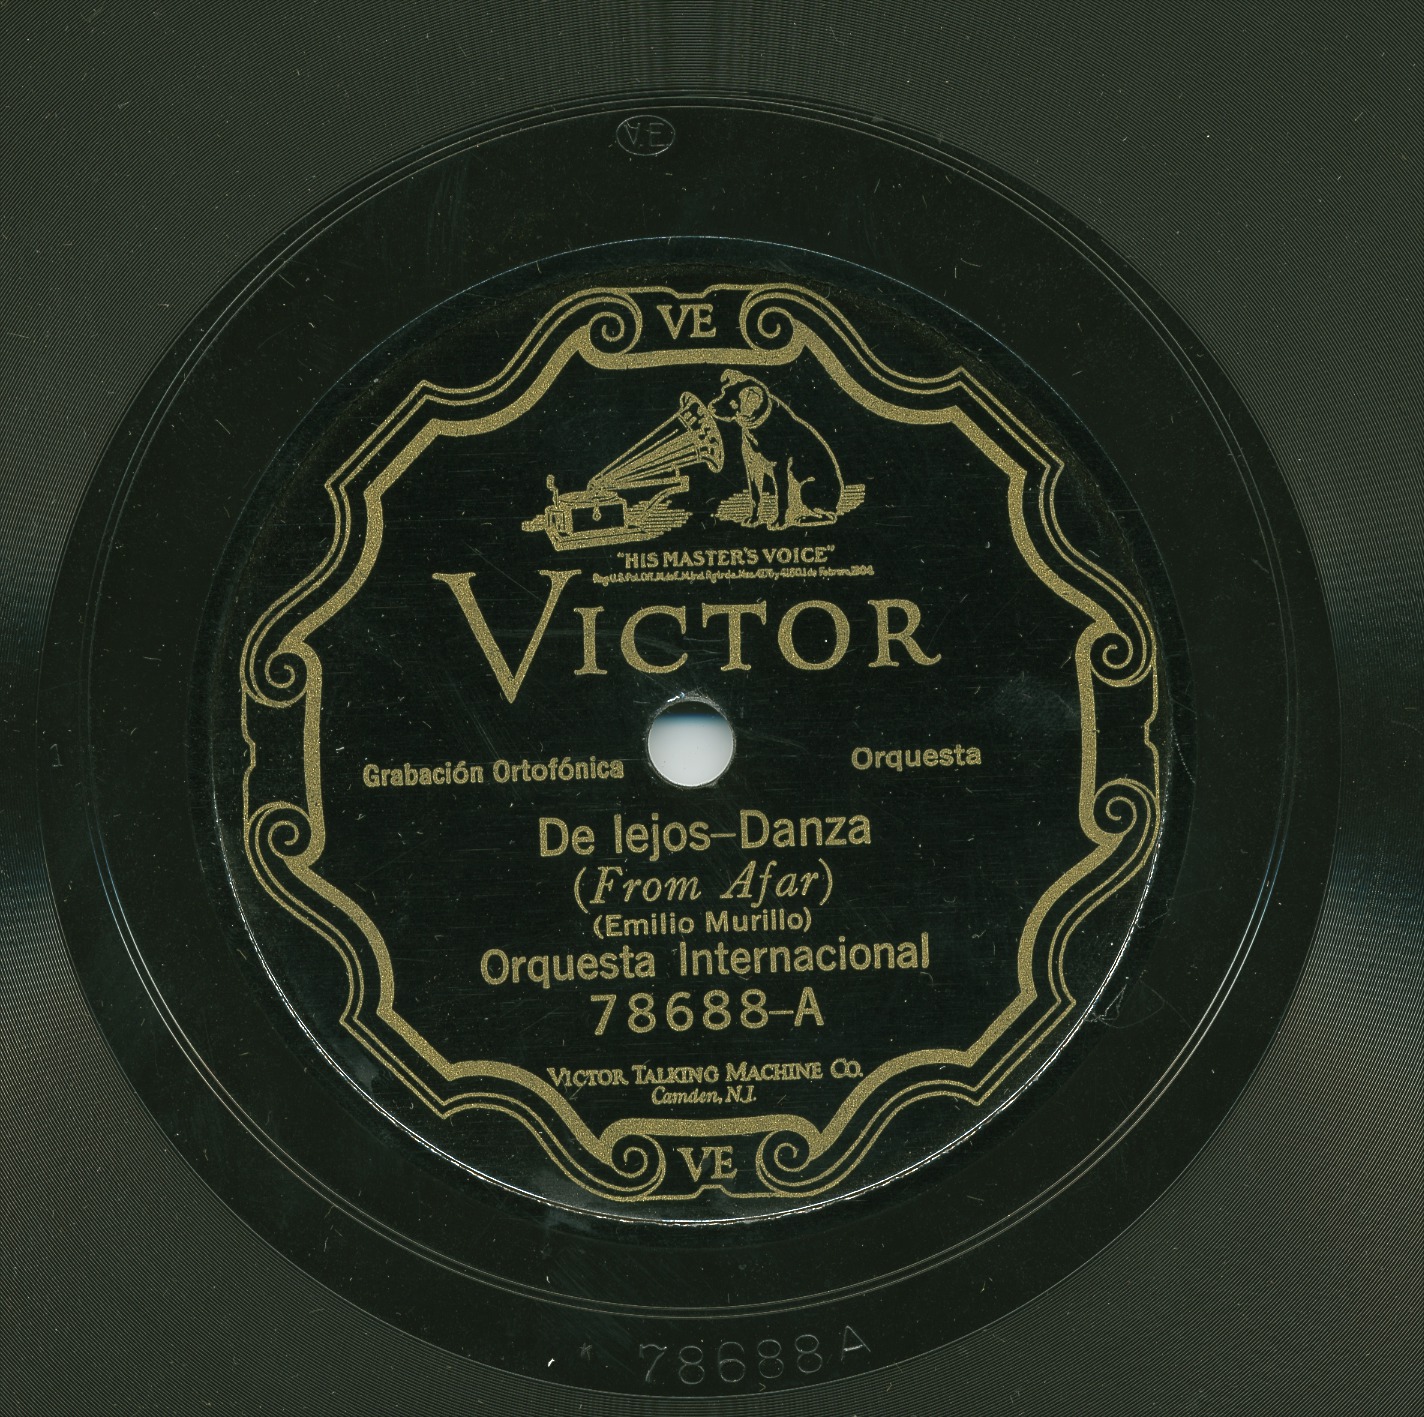 VE
VE
"HIS MASTER'S VOICE"
VICTOR
Grabación Ortofónica
Orquesta
De lejos–Danza
(From Afar)
(Emilio Murillo)
Orquesta Internacional
78688–A
VICTOR TALKING MACHINE CO.
Camden, N.J.
VE
78688A